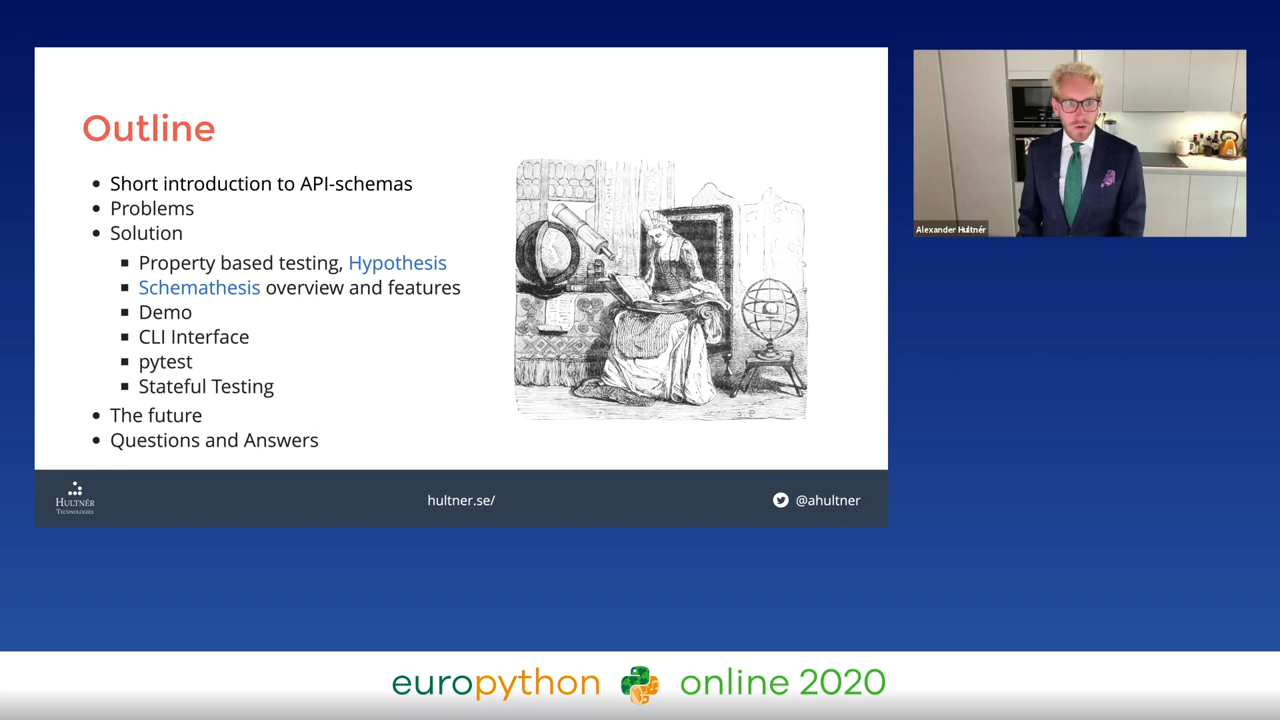 Outline
Short introduction to API-schemas
Problems
Solution
Property based testing, Hypothesis
Schemathesis overview and features
Demo
CLI Interface
pytest
Stateful Testing
The future
Questions and Answers
HULTNÉR
TECHNOLOGIES
hultner.se/
@ahultner
Alexander Hultnér
europython online 2020